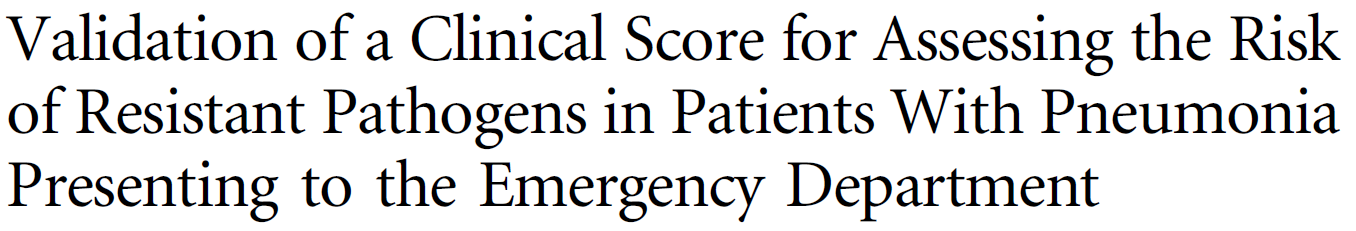 Validation of a Clinical Score for Assessing the Risk
of Resistant Pathogens in Patients With Pneumonia
Presenting to the Emergency Department